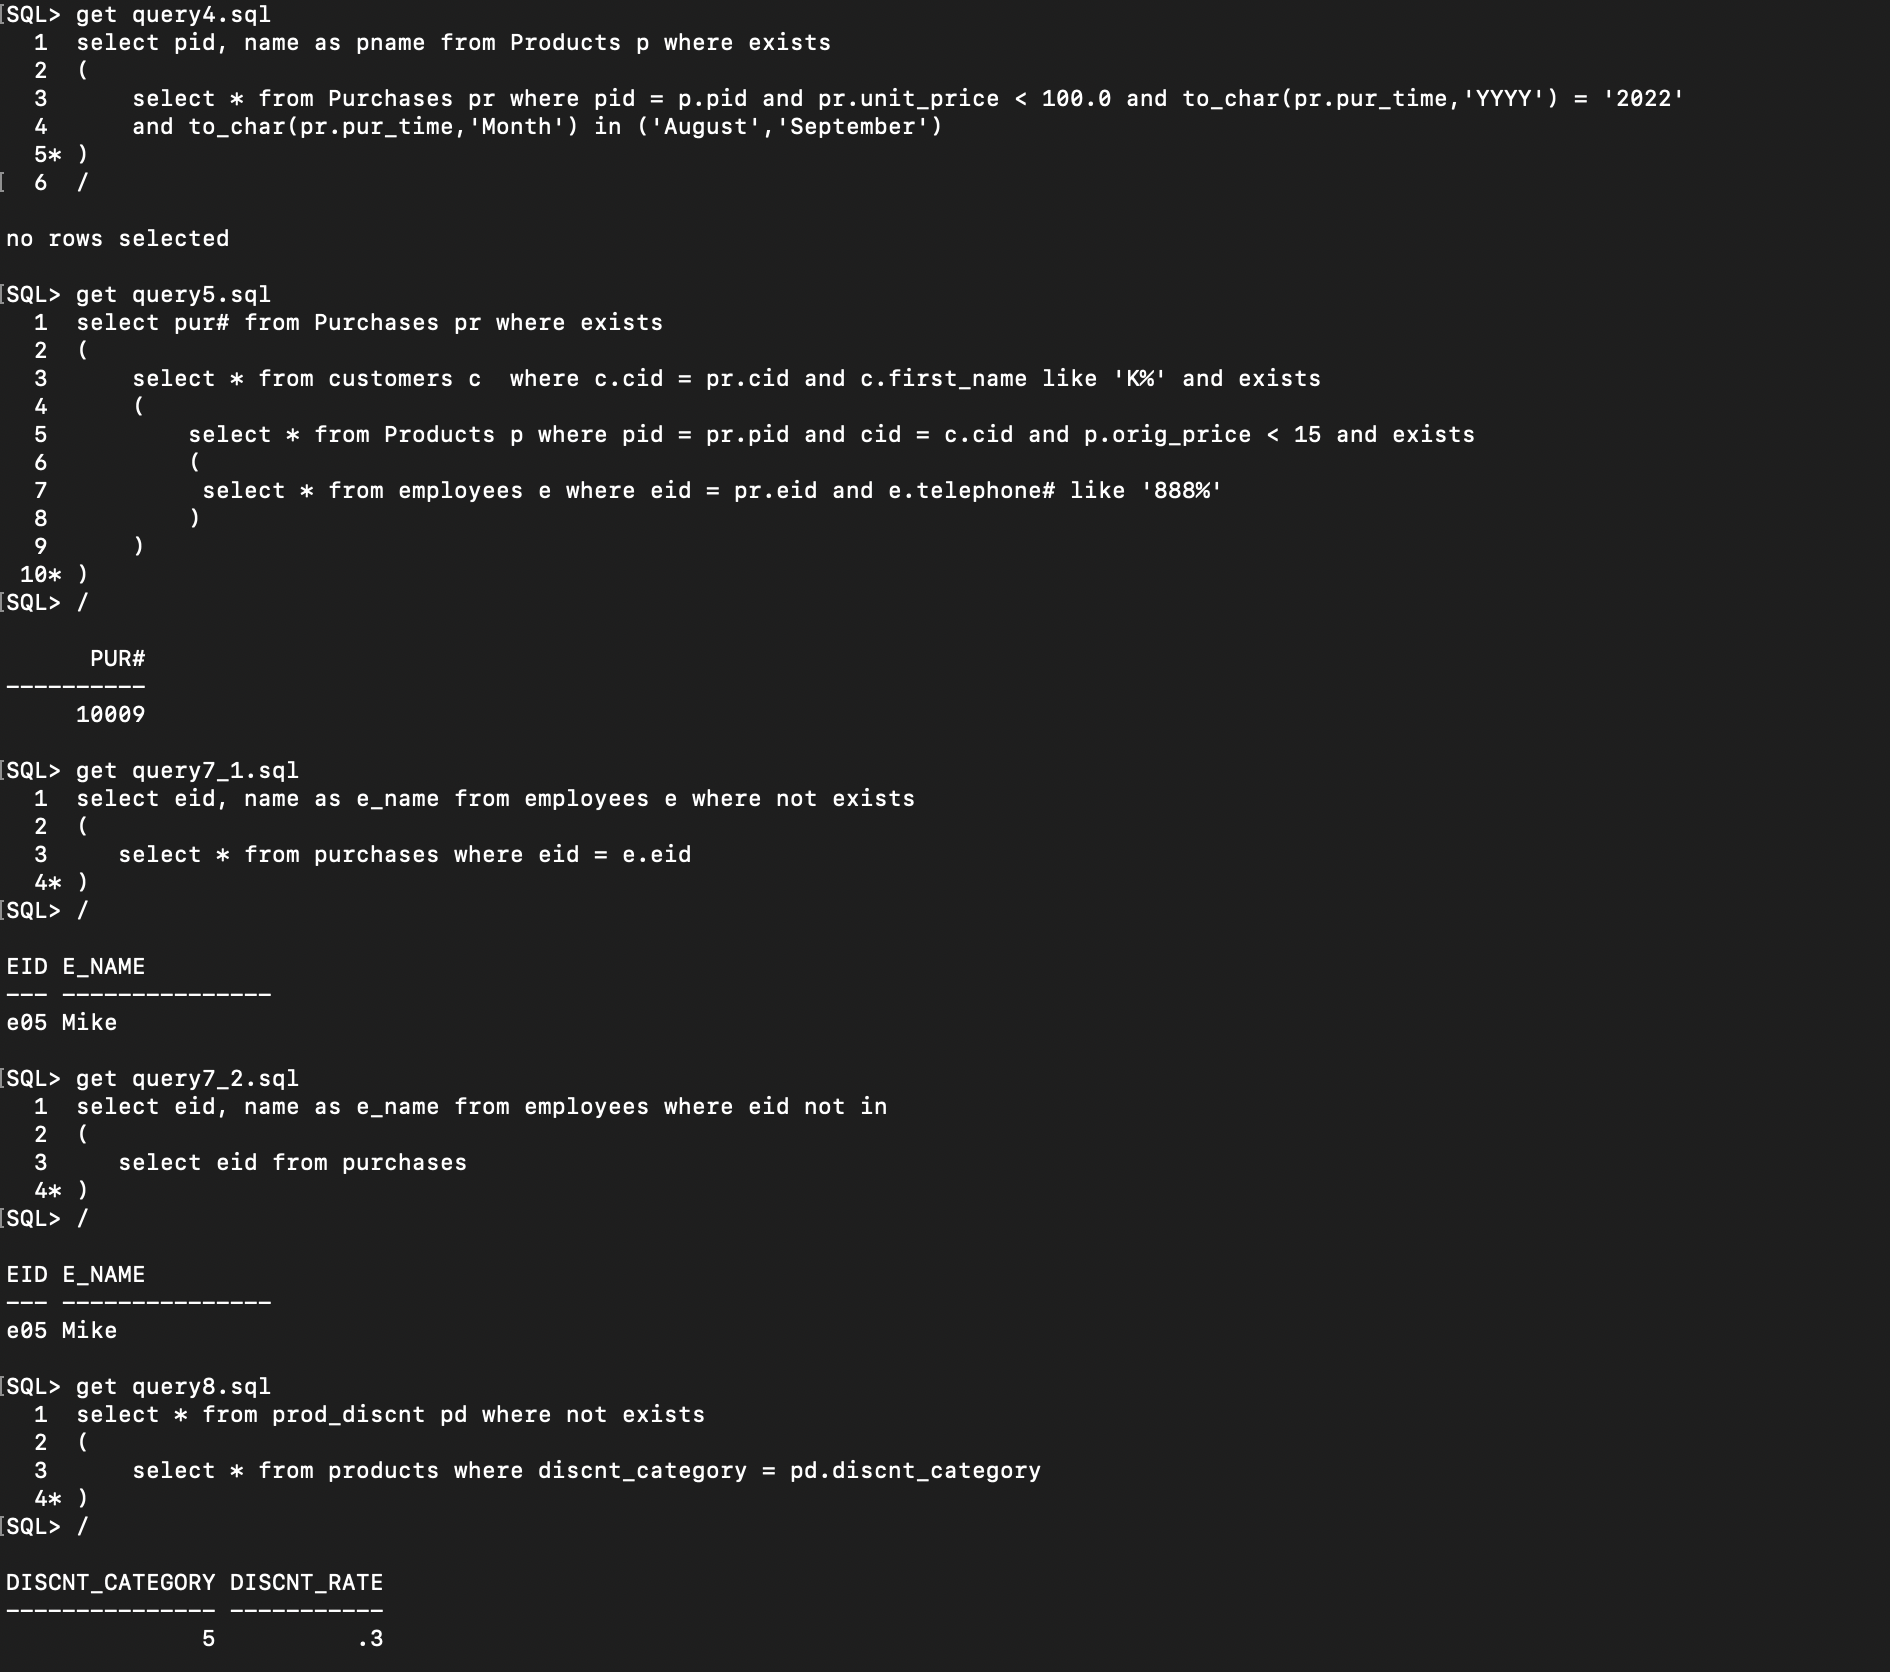 [SQL> get query4.sql
  1  select pid, name as pname from Products p where exists
  2  (
  3      select * from Purchases pr where pid = p.pid and pr.unit_price < 100.0 and to_char(pr.pur_time,'YYYY') = '2022'
  4      and to_char(pr.pur_time,'Month') in ('August','September')
  5* )
[  6  /
no rows selected
[SQL> get query5.sql
  1  select pur# from Purchases pr where exists
  2  (
  3      select * from customers c  where c.cid = pr.cid and c.first_name like 'K%' and exists
  4      (
  5          select * from Products p where pid = pr.pid and cid = c.cid and p.orig_price < 15 and exists
  6          (
  7           select * from employees e where eid = pr.eid and e.telephone# like '888%'
  8          )
  9      )
 10* )
[SQL> /
      PUR#
----------
     10009
[SQL> get query7_1.sql
  1  select eid, name as e_name from employees e where not exists
  2  (
  3     select * from purchases where eid = e.eid
  4* )
[SQL> /
EID E_NAME
--- ---------------
e05 Mike
[SQL> get query7_2.sql
  1  select eid, name as e_name from employees where eid not in
  2  (
  3     select eid from purchases
  4* )
[SQL> /
EID E_NAME
--- ---------------
e05 Mike
[SQL> get query8.sql
  1  select * from prod_discnt pd where not exists
  2  (
  3      select * from products where discnt_category = pd.discnt_category
  4* )
[SQL> /
DISCNT_CATEGORY DISCNT_RATE
--------------- -----------
              5          .3